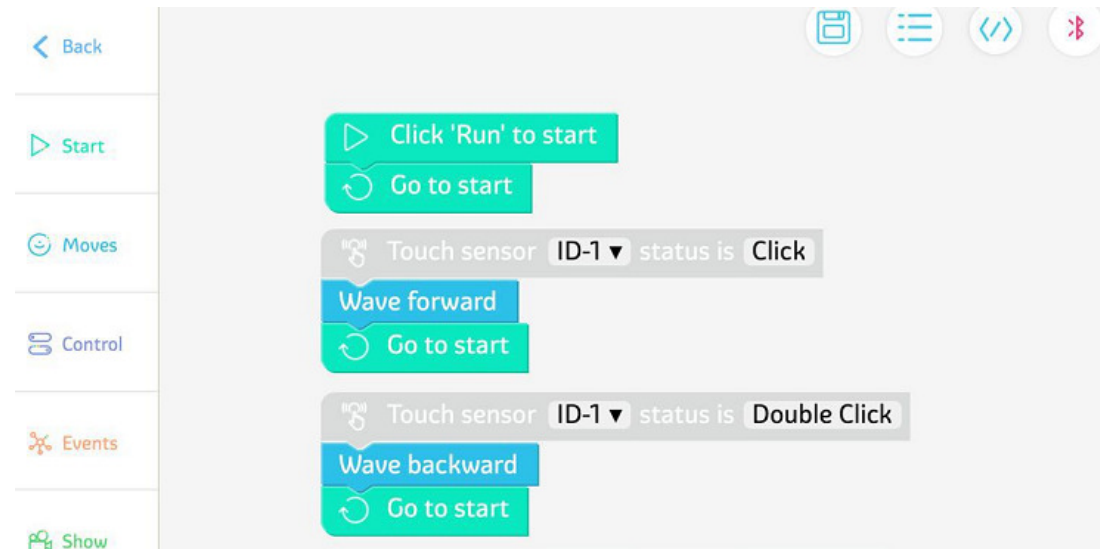 Back
Start
Moves
Control
Events
Show
Click 'Run' to start
Go to start
Touch sensor ID-1 ▼ status is Click
Wave forward
Go to start
Touch sensor ID-1 ▼ status is Double Click
Wave backward
Go to start